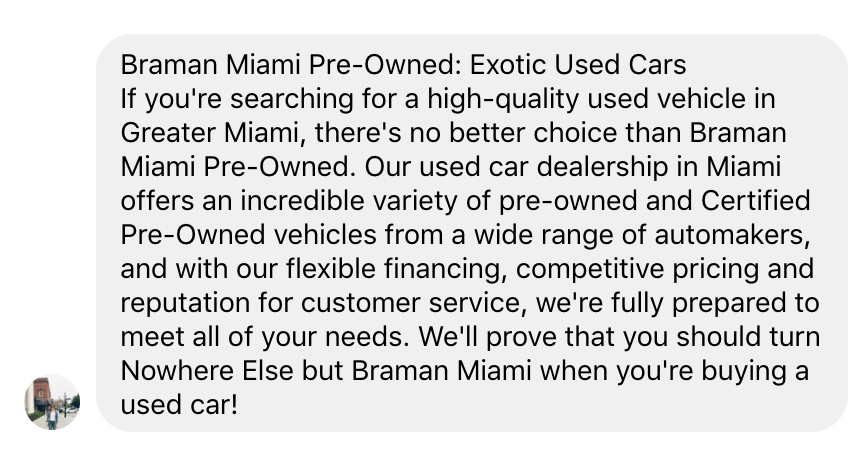 Braman Miami Pre-Owned: Exotic Used Cars
If you're searching for a high-quality used vehicle in
Greater Miami, there's no better choice than Braman
Miami Pre-Owned. Our used car dealership in Miami
offers an incredible variety of pre-owned and Certified
Pre-Owned vehicles from a wide range of automakers,
and with our flexible financing, competitive pricing and
reputation for customer service, we're fully prepared to
meet all of your needs. We'll prove that you should turn
Nowhere Else but Braman Miami when you're buying a
used car!